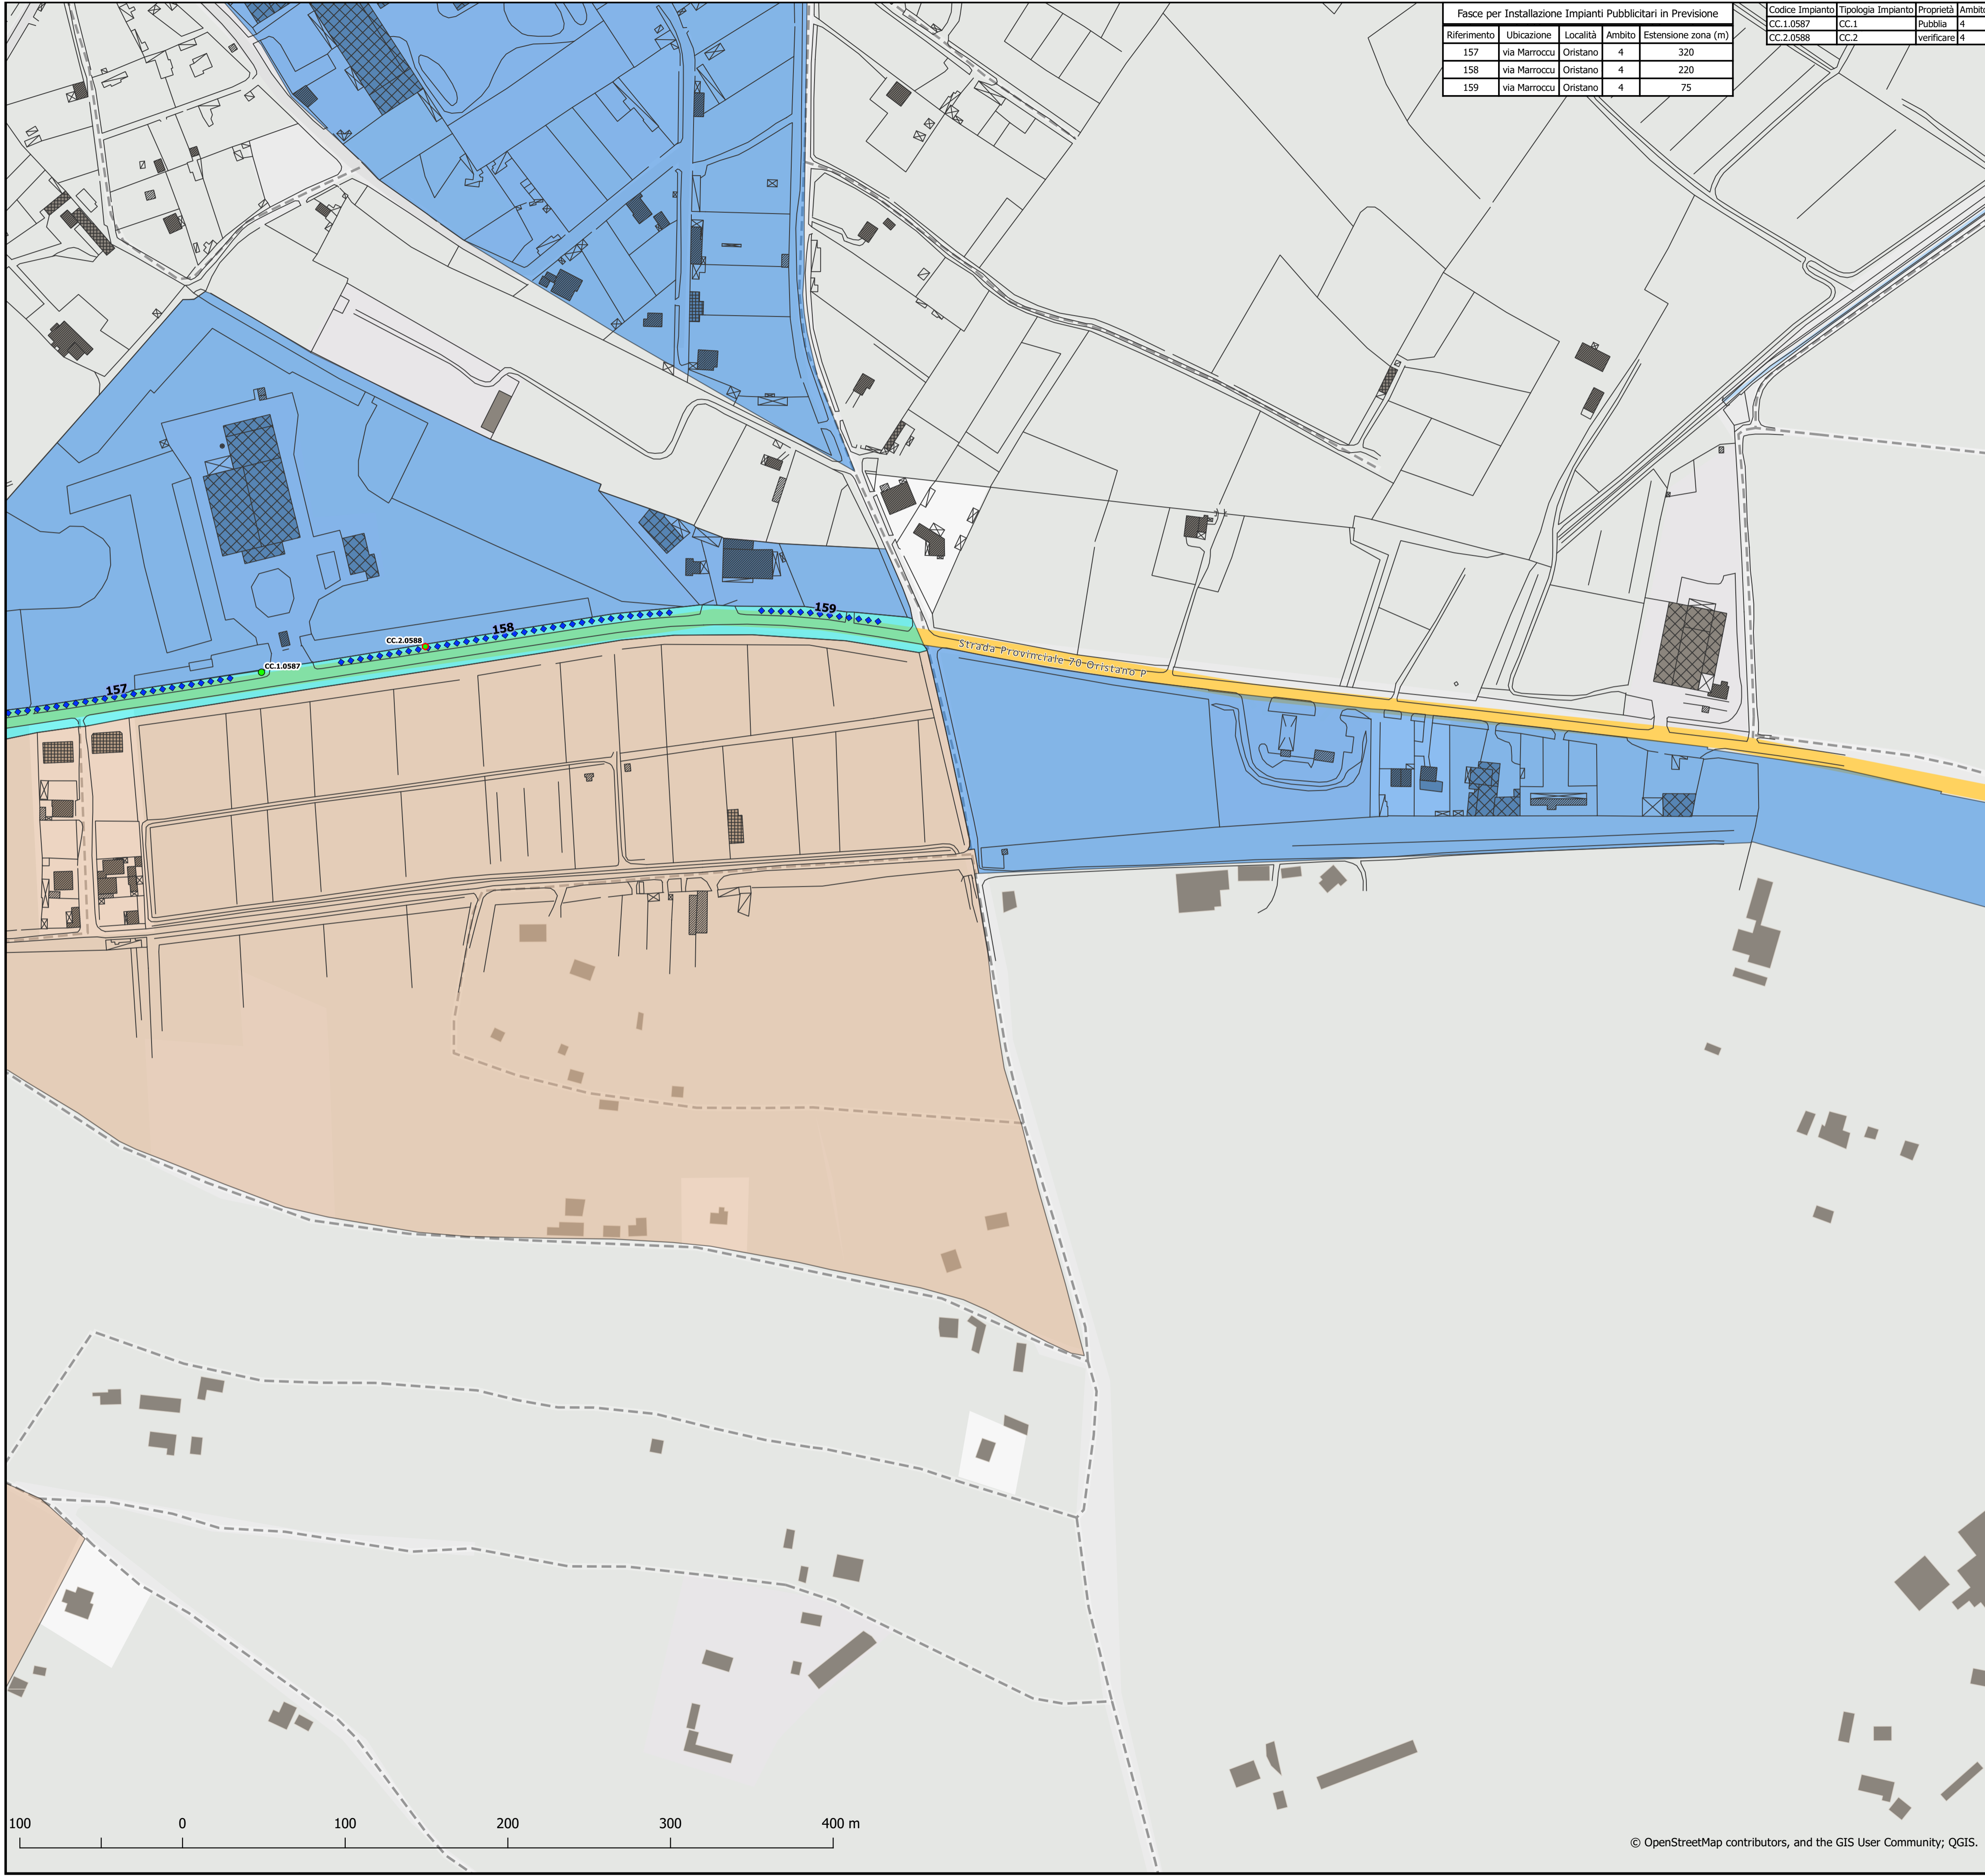 Fasce per Installazione Impianti Pubblicitari in Previsione
Riferimento Ubicazione Località Ambito Estensione zona (m)
157 via Marroccu Oristano 4 320
158 via Marroccu Oristano 4 220
159 via Marroccu Oristano 4 75
Codice Impianto Tipologia Impianto Proprietà Ambito
CC.1.0587 CC.1 Pubblia 4
CC.2.0588 CC.2 verificare 4
159
158
CC.2.0588
Strada Provinciale 70 Oristano P
CC.1.0587
157
100 0 100 200 300 400 m
© OpenStreetMap contributors, and the GIS User Community; QGIS.